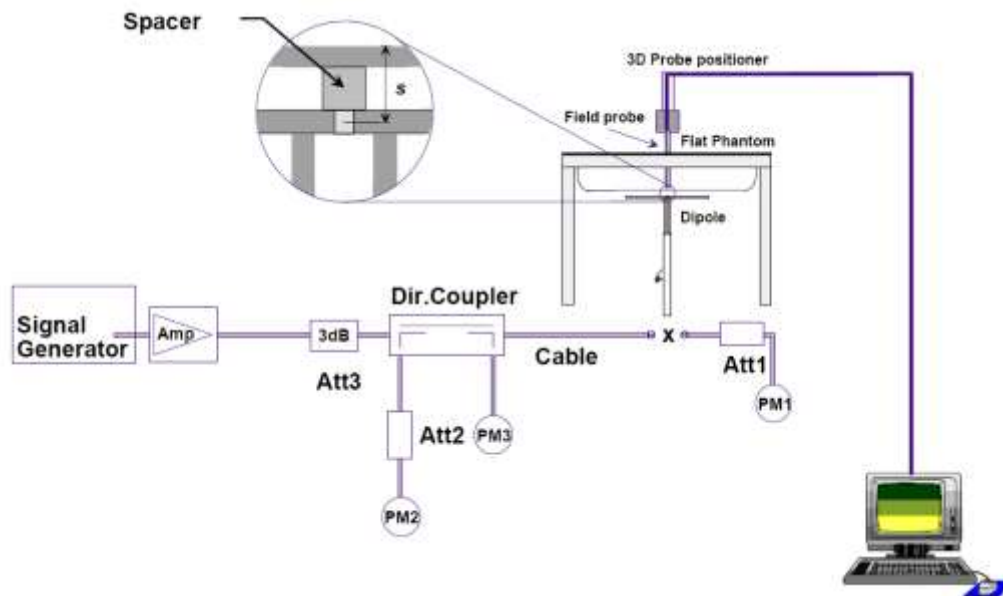 Spacer
s
3D Probe positioner
Field probe
Flat Phantom
Dipole
Signal
Generator
Amp
3dB
Att3
Dir.Coupler
Cable
x
Att1
PM1
Att2
PM3
PM2